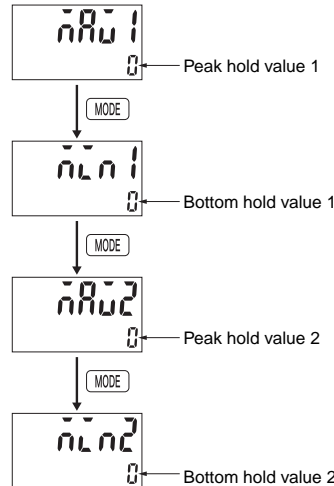 MAX1
0 Peak hold value 1
MODE
MIN1
0 Bottom hold value 1
MODE
MAX2
0 Peak hold value 2
MODE
MIN2
0 Bottom hold value 2